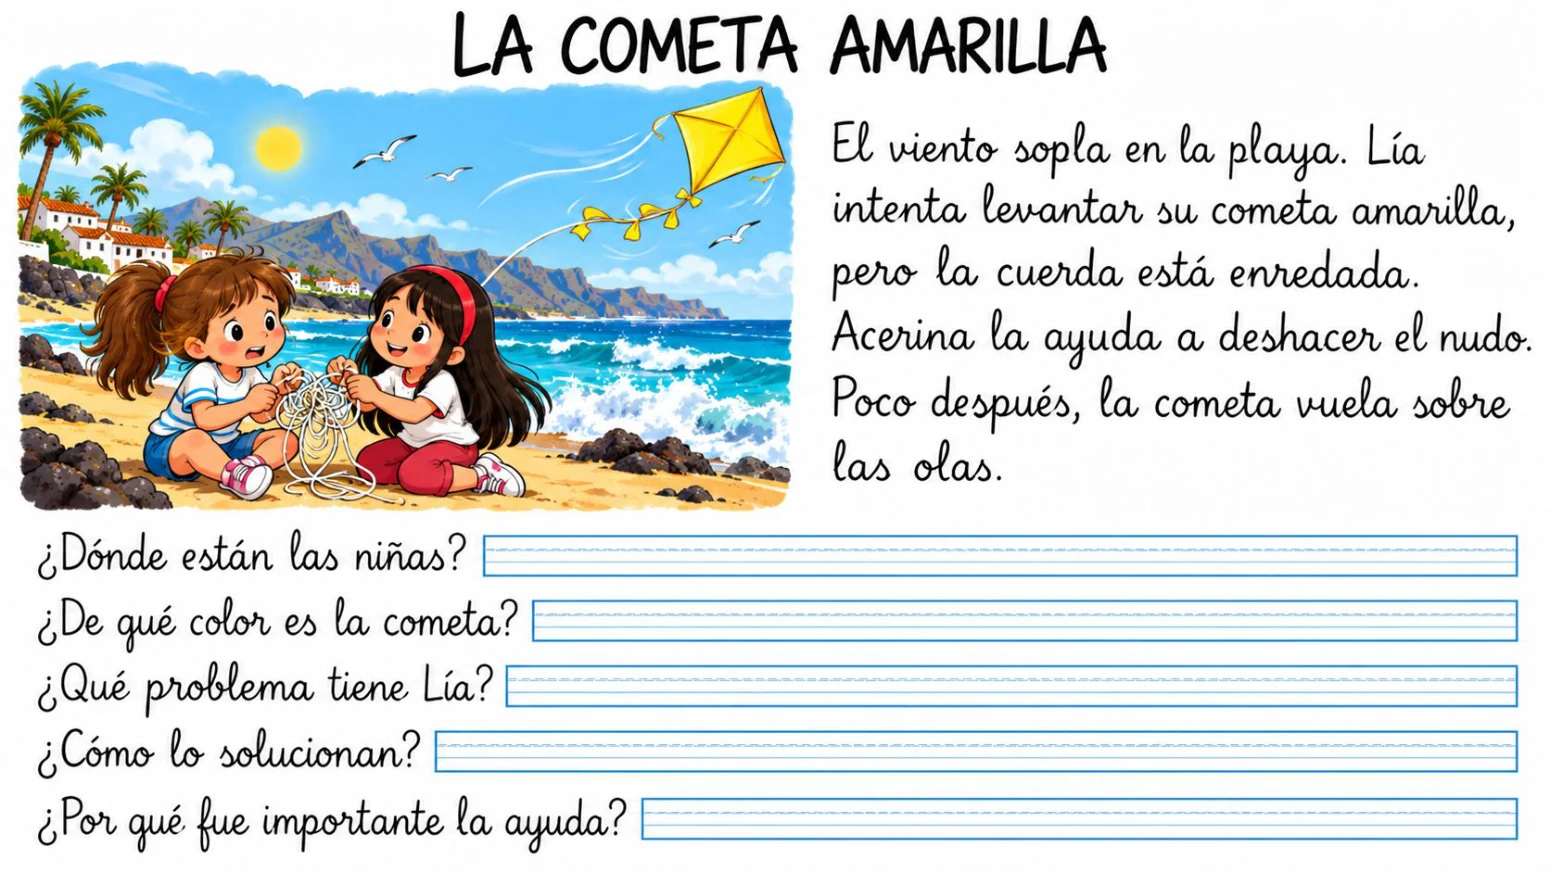 LA COMETA AMARILLA
El viento sopla en la playa. Lía
intenta levantar su cometa amarilla,
pero la cuerda está enredada.
Acerina la ayuda a deshacer el nudo.
Poco después, la cometa vuela sobre
las olas.
¿Dónde están las niñas?
¿De qué color es la cometa?
¿Qué problema tiene Lía?
¿Cómo lo solucionan?
¿Por qué fue importante la ayuda?